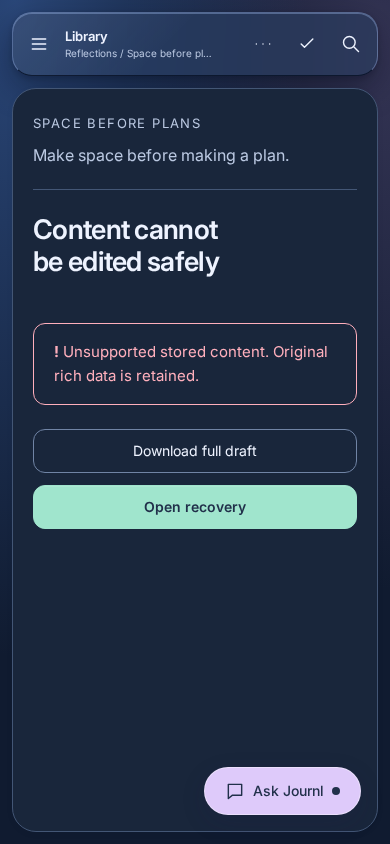 Library
Reflections / Space before pl...
SPACE BEFORE PLANS
Make space before making a plan.
Content cannot
be edited safely
! Unsupported stored content. Original
rich data is retained.
Download full draft
Open recovery
Ask Journl